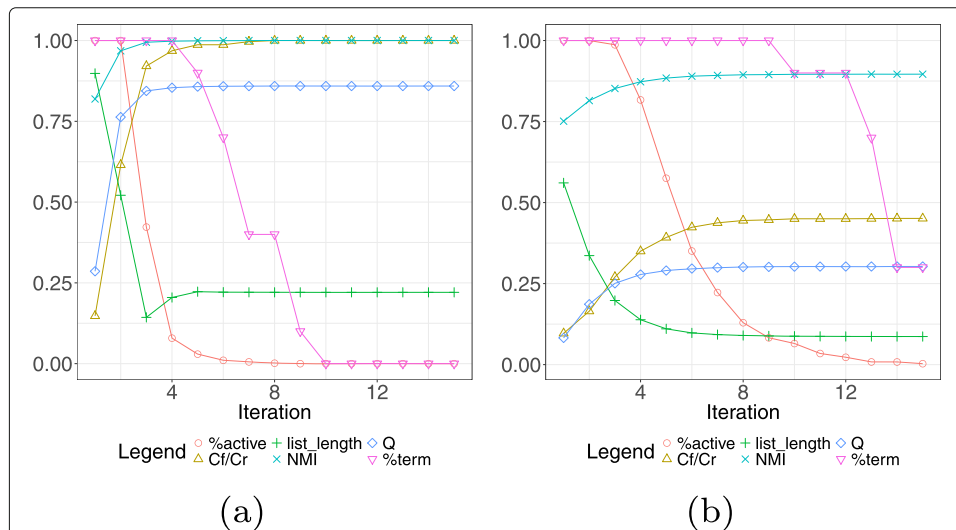 1.00
0.75
0.50
0.25
0.00
4 8 12
Iteration
Legend %active list_length Q
Cf/Cr NMI %term
(a)
1.00
0.75
0.50
0.25
0.00
4 8 12
Iteration
Legend %active list_length Q
Cf/Cr NMI %term
(b)